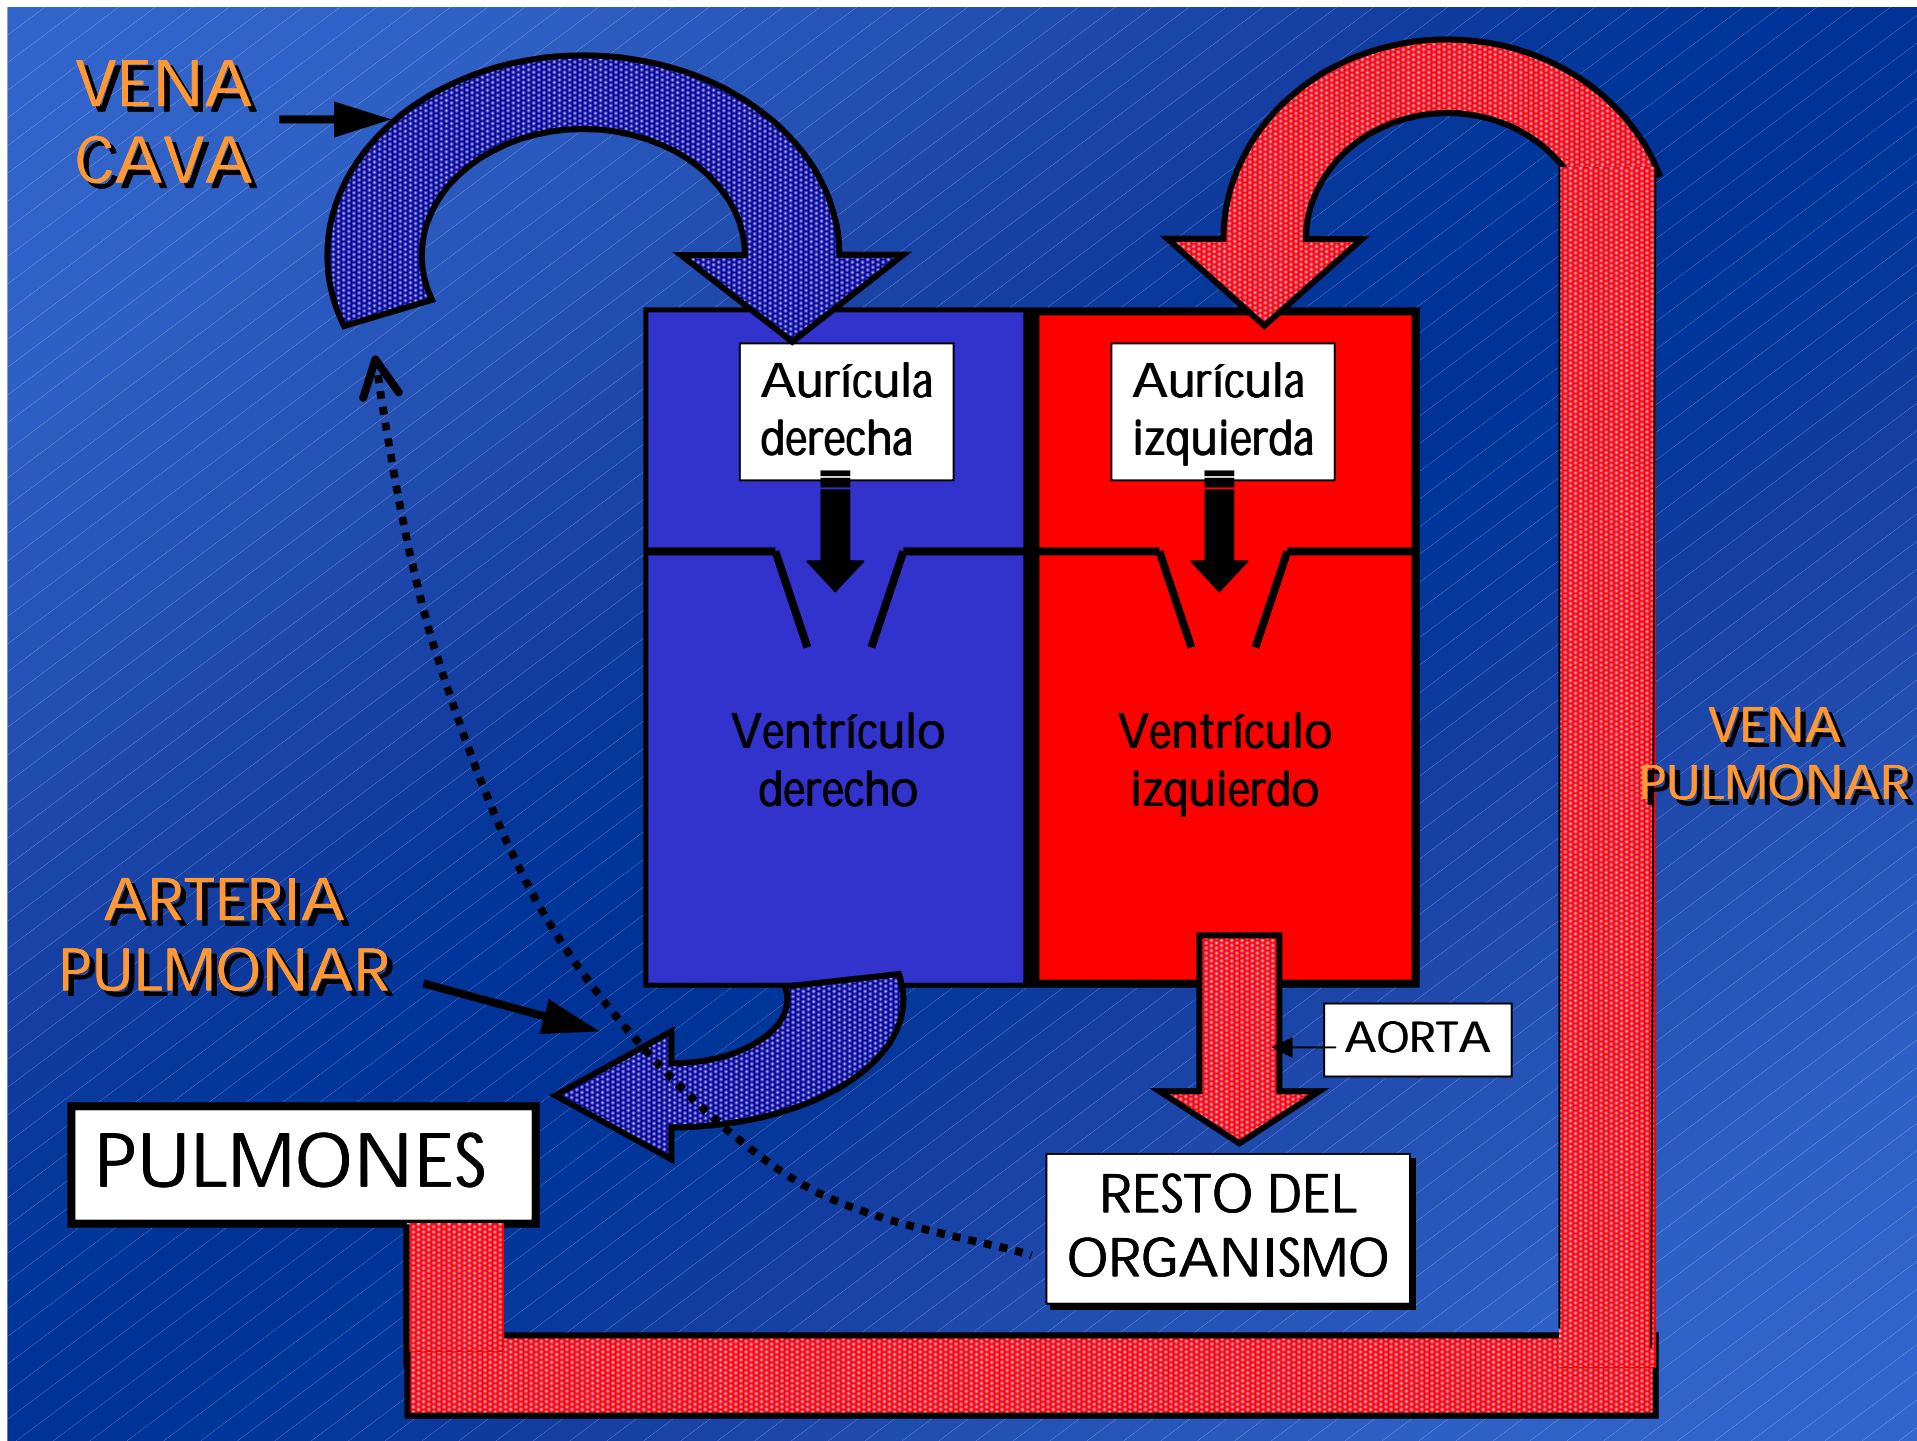 VENA
CAVA
Aurícula
derecha
Aurícula
izquierda
Ventrículo
derecho
Ventrículo
izquierdo
VENA
PULMONAR
ARTERIA
PULMONAR
AORTA
PULMONES
RESTO DEL
ORGANISMO